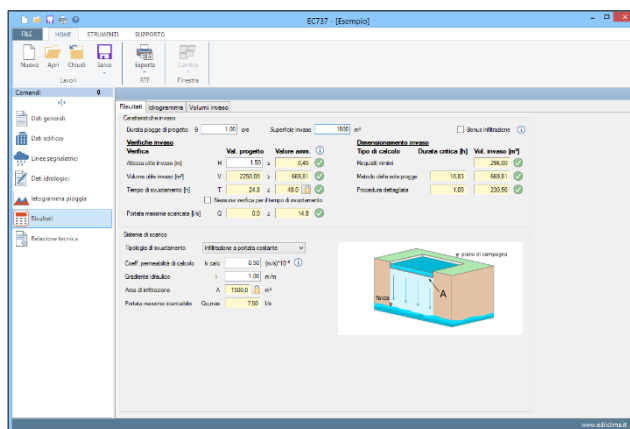 EC737 - [Esempio]
FILE HOME STRUMENTI SUPPORTO
Nuovo Apri Chiudi Salva Esporta Cambia
Lavori RTF Finestra
Comandi
Dati generali
Dati edificio
Linee segnalatrici
Dati idrologici
Ietogramma pioggia
Risultati
Relazione tecnica
Risultati Idrogramma Volumi invaso
Caratteristiche invaso
Durata piogge di progetto θ 1,00 ore Superficie invaso 1500 m² Bonus infiltrazione
Verifiche invaso Dimensionamento invaso
Verifica Val. progetto Valore amm. Tipo di calcolo Durata critica [h] Vol. invaso [m³]
Altezza utile invaso [m] H 1,50 ≥ 0,45 Requisiti minimi 296,00
Volume utile invaso [m³] V 2250,00 ≥ 669,81 Metodo delle sole piogge 10,83 669,81
Tempo di svuotamento [h] T 24,8 ≤ 48,0 Procedura dettagliata 1,00 230,56
Nessuna verifica per il tempo di svuotamento
Portata massima scaricata [l/s] Q 0,0 ≤ 14,8
Sistema di scarico
Tipologia di svuotamento Infiltrazione a portata costante
Coeff. permeabilità di calcolo k calc 0,50 (m/s)*10⁻⁵
Gradiente idraulico i 1,00 m/m
Area di infiltrazione A 1500,0 m²
Portata massima scaricabile Qu,max 7,50 l/s
piano di campagna
A
falda
www.edilclima.it